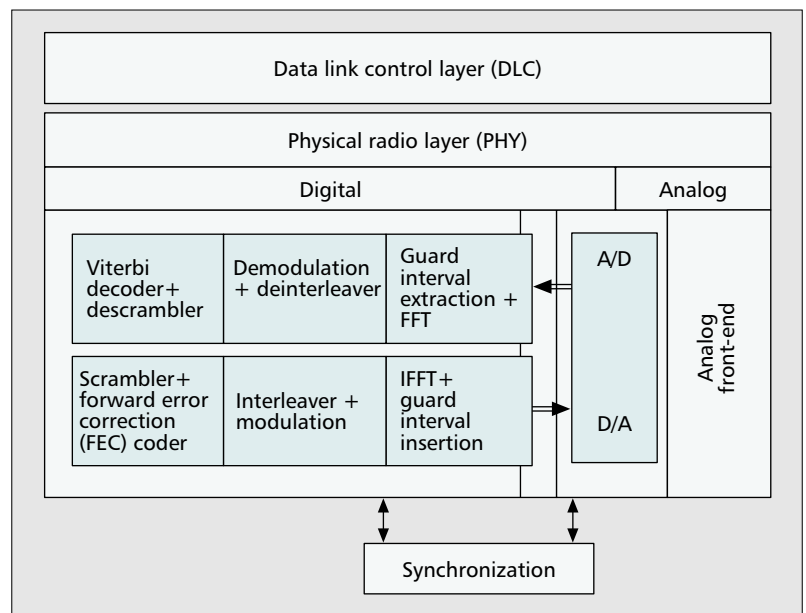 Data link control layer (DLC)
Physical radio layer (PHY)
Digital
Analog
Viterbi
decoder+
descrambler
Demodulation
+ deinterleaver
Guard
interval
extraction +
FFT
A/D
Scrambler+
forward error
correction
(FEC) coder
Interleaver +
modulation
IFFT+
guard
interval
insertion
D/A
Analog
front-end
Synchronization